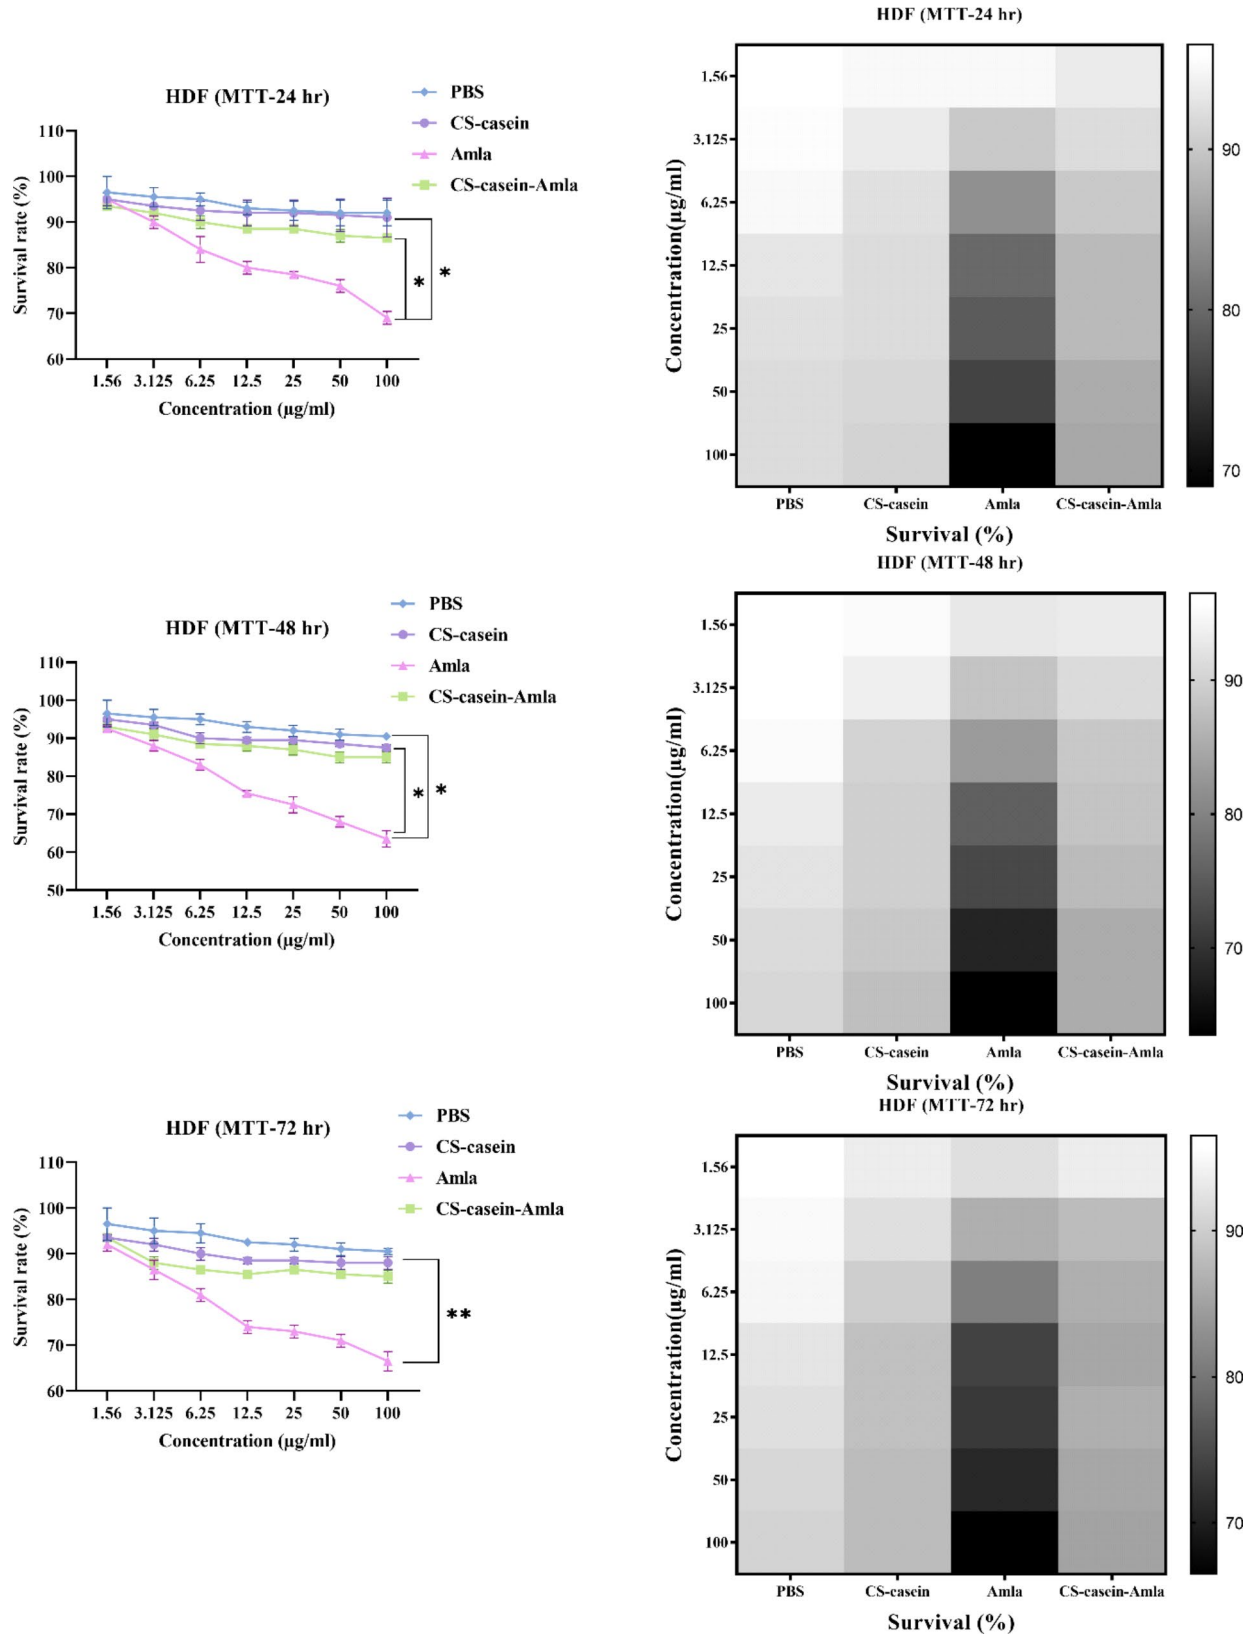 HDF (MTT-24 hr)
PBS
CS-casein
Amla
CS-casein-Amla
Survival rate (%)
110
100
90
80
70
60
*
*
1.56 3.125 6.25 12.5 25 50 100
Concentration (µg/ml)
HDF (MTT-24 hr)
Concentration(µg/ml)
1.56
3.125
6.25
12.5
25
50
100
PBS CS-casein Amla CS-casein-Amla
Survival (%)
90
80
70
HDF (MTT-48 hr)
PBS
CS-casein
Amla
CS-casein-Amla
Survival rate (%)
110
100
90
80
70
60
50
*
*
1.56 3.125 6.25 12.5 25 50 100
Concentration (µg/ml)
HDF (MTT-48 hr)
Concentration(µg/ml)
1.56
3.125
6.25
12.5
25
50
100
PBS CS-casein Amla CS-casein-Amla
Survival (%)
90
80
70
HDF (MTT-72 hr)
PBS
CS-casein
Amla
CS-casein-Amla
Survival rate (%)
110
100
90
80
70
60
**
1.56 3.125 6.25 12.5 25 50 100
Concentration (µg/ml)
HDF (MTT-72 hr)
Concentration(µg/ml)
1.56
3.125
6.25
12.5
25
50
100
PBS CS-casein Amla CS-casein-Amla
Survival (%)
90
80
70